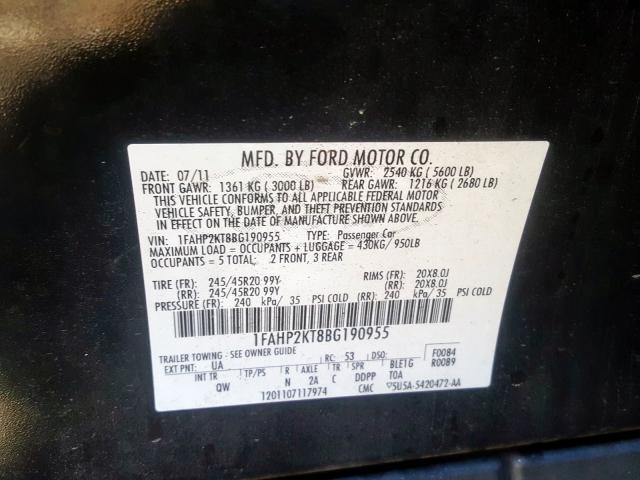 MFD. BY FORD MOTOR CO.
DATE: 07/11 GVWR: 2540 KG ( 5600 LB)
FRONT GAWR: 1361 KG ( 3000 LB) REAR GAWR: 1216 KG ( 2680 LB)
THIS VEHICLE CONFORMS TO ALL APPLICABLE FEDERAL MOTOR
VEHICLE SAFETY, BUMPER, AND THEFT PREVENTION STANDARDS
IN EFFECT ON THE DATE OF MANUFACTURE SHOWN ABOVE.
VIN: 1FAHP2KT8BG190955 TYPE: Passenger Car
MAXIMUM LOAD = OCCUPANTS + LUGGAGE = 430KG/ 950LB
OCCUPANTS = 5 TOTAL, 2 FRONT, 3 REAR
TIRE (FR): 245/45R20 99Y RIMS (FR): 20X8.0J
(RR): 245/45R20 99Y (RR): 20X8.0J
PRESSURE (FR): 240 kPa/ 35 PSI COLD (RR): 240 kPa/ 35 PSI COLD
1FAHP2KT8BG190955
TRAILER TOWING - SEE OWNER GUIDE
EXT PNT: UA RC: 53 DSO: F0084
R0089
INT TR TP/PS R AXLE TR SPR BLETG
QW N 2A C DDPP TOA
1201107117974 CMC 5U5A-5420472-AA